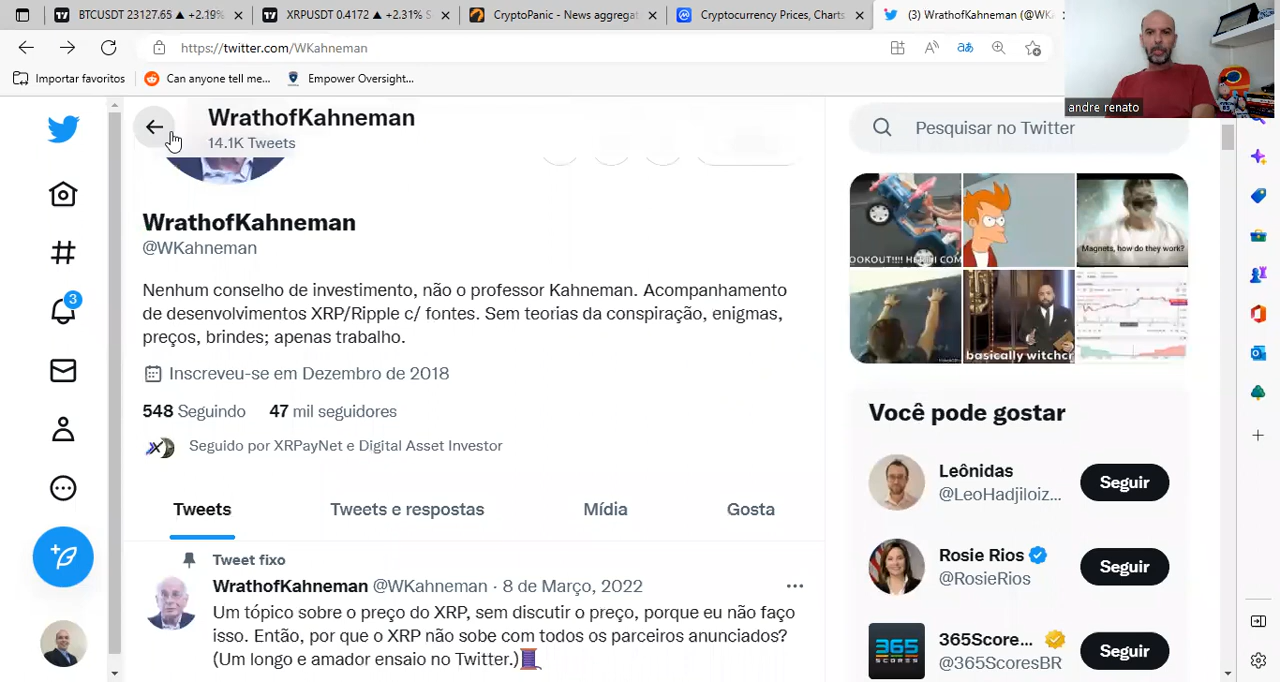 BTCUSDT 23127.65 ▲ +2.19%
XRPUSDT 0.4172 ▲ +2.31% S
CryptoPanic - News aggregat
Cryptocurrency Prices, Charts
(3) WrathofKahneman (@WK
https://twitter.com/WKahneman
Importar favoritos
Can anyone tell me...
Empower Oversight...
andre renato
WrathofKahneman
14.1K Tweets
Pesquisar no Twitter
WrathofKahneman
@WKahneman
Nenhum conselho de investimento, não o professor Kahneman. Acompanhamento
de desenvolvimentos XRP/Ripple c/ fontes. Sem teorias da conspiração, enigmas,
preços, brindes; apenas trabalho.
Inscreveu-se em Dezembro de 2018
548 Seguindo 47 mil seguidores
Seguido por XRPayNet e Digital Asset Investor
Tweets
Tweets e respostas
Mídia
Gosta
Tweet fixo
WrathofKahneman @WKahneman · 8 de Março, 2022
Um tópico sobre o preço do XRP, sem discutir o preço, porque eu não faço
isso. Então, por que o XRP não sobe com todos os parceiros anunciados?
(Um longo e amador ensaio no Twitter.)
3
Magnets, how do they work?
basically witchcr
Você pode gostar
Leônidas
@LeoHadjiloiz...
Seguir
Rosie Rios
@RosieRios
Seguir
365Score...
@365ScoresBR
Seguir
365
SCORES